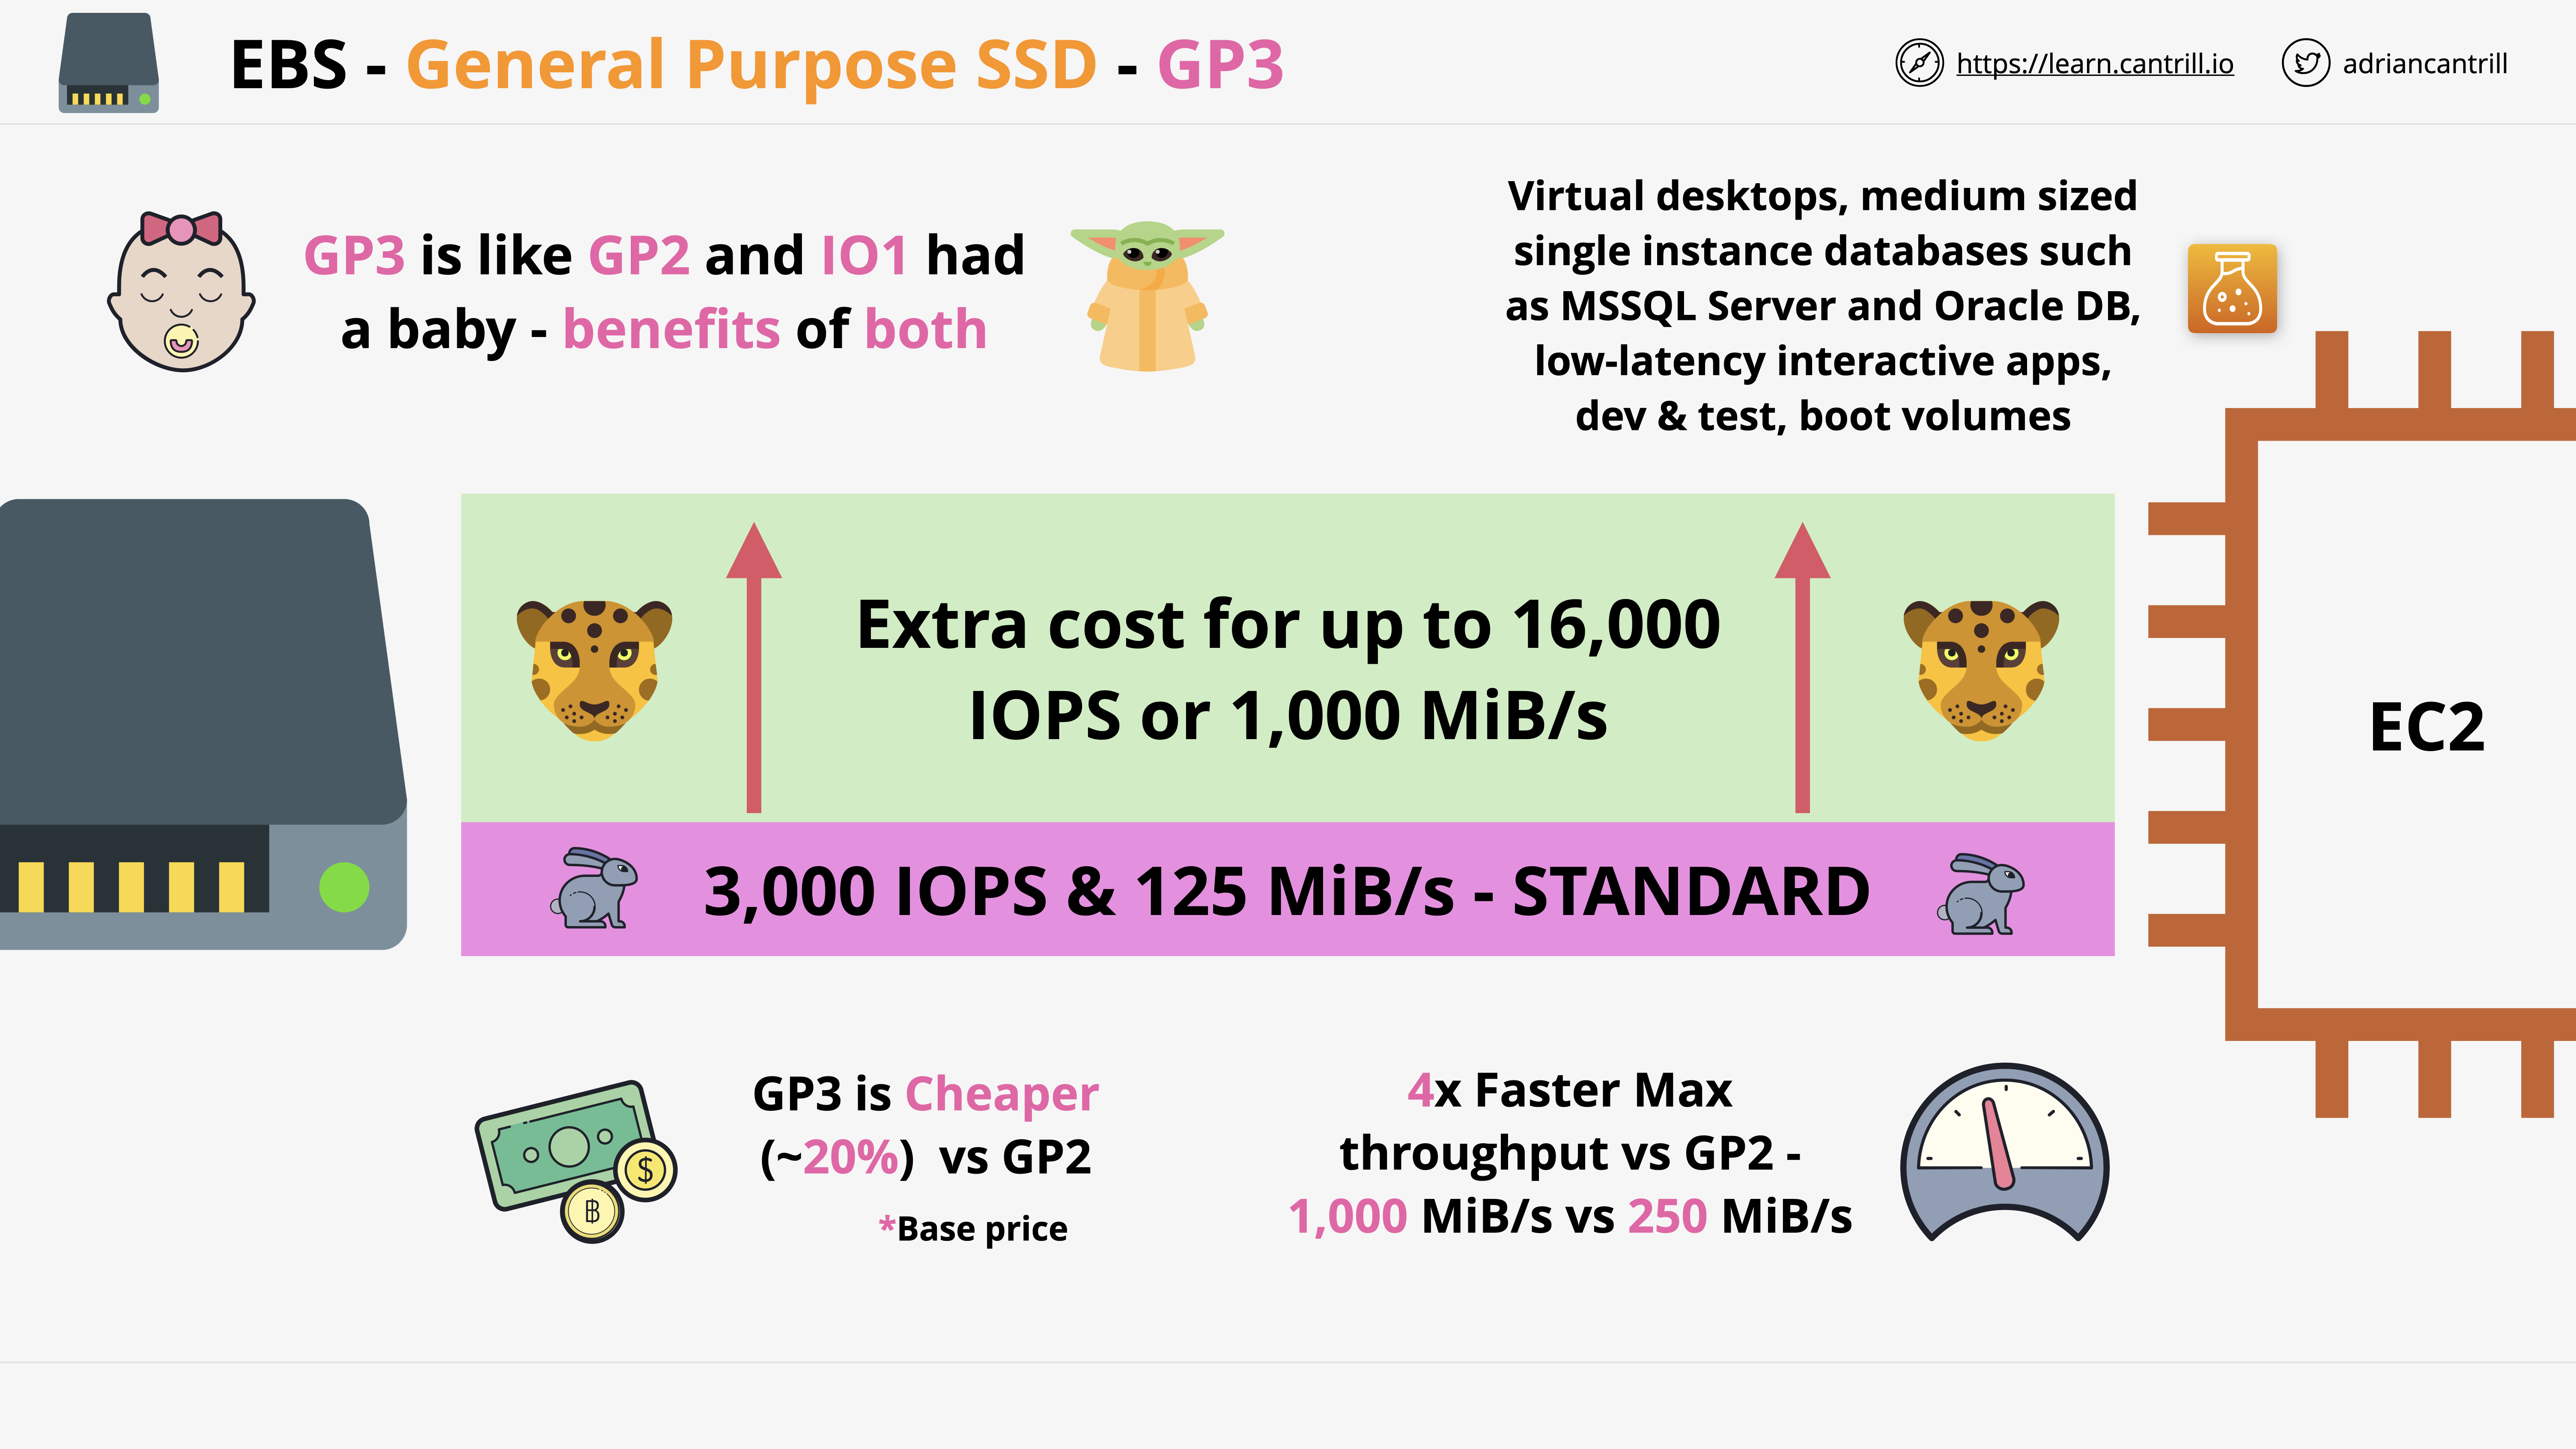 EBS - General Purpose SSD - GP3
https://learn.cantrill.io
adriancantrill
GP3 is like GP2 and IO1 had
a baby - benefits of both
Virtual desktops, medium sized
single instance databases such
as MSSQL Server and Oracle DB,
low-latency interactive apps,
dev & test, boot volumes
Extra cost for up to 16,000
IOPS or 1,000 MiB/s
3,000 IOPS & 125 MiB/s - STANDARD
EC2
GP3 is Cheaper
(~20%) vs GP2
*Base price
4x Faster Max
throughput vs GP2 -
1,000 MiB/s vs 250 MiB/s